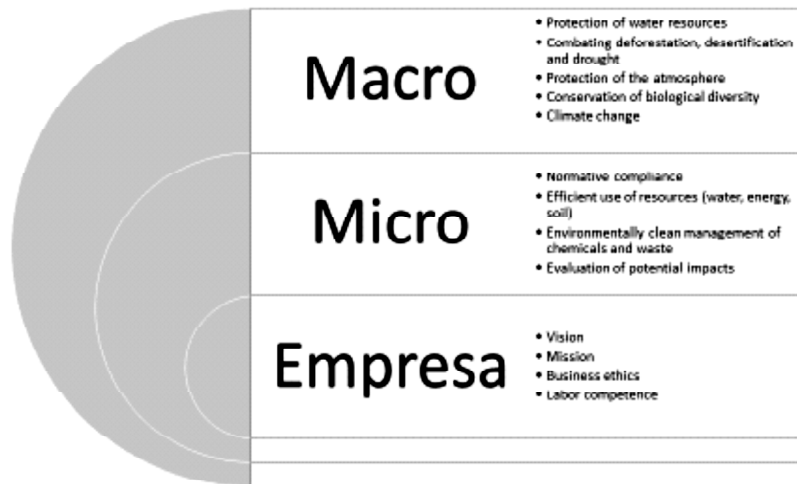 Macro
• Protection of water resources
• Combating deforestation, desertification
and drought
• Protection of the atmosphere
• Conservation of biological diversity
• Climate change
Micro
• Normative compliance
• Efficient use of resources (water, energy,
soil)
• Environmentally clean management of
chemicals and waste
• Evaluation of potential impacts
Empresa
• Vision
• Mission
• Business ethics
• Labor competence